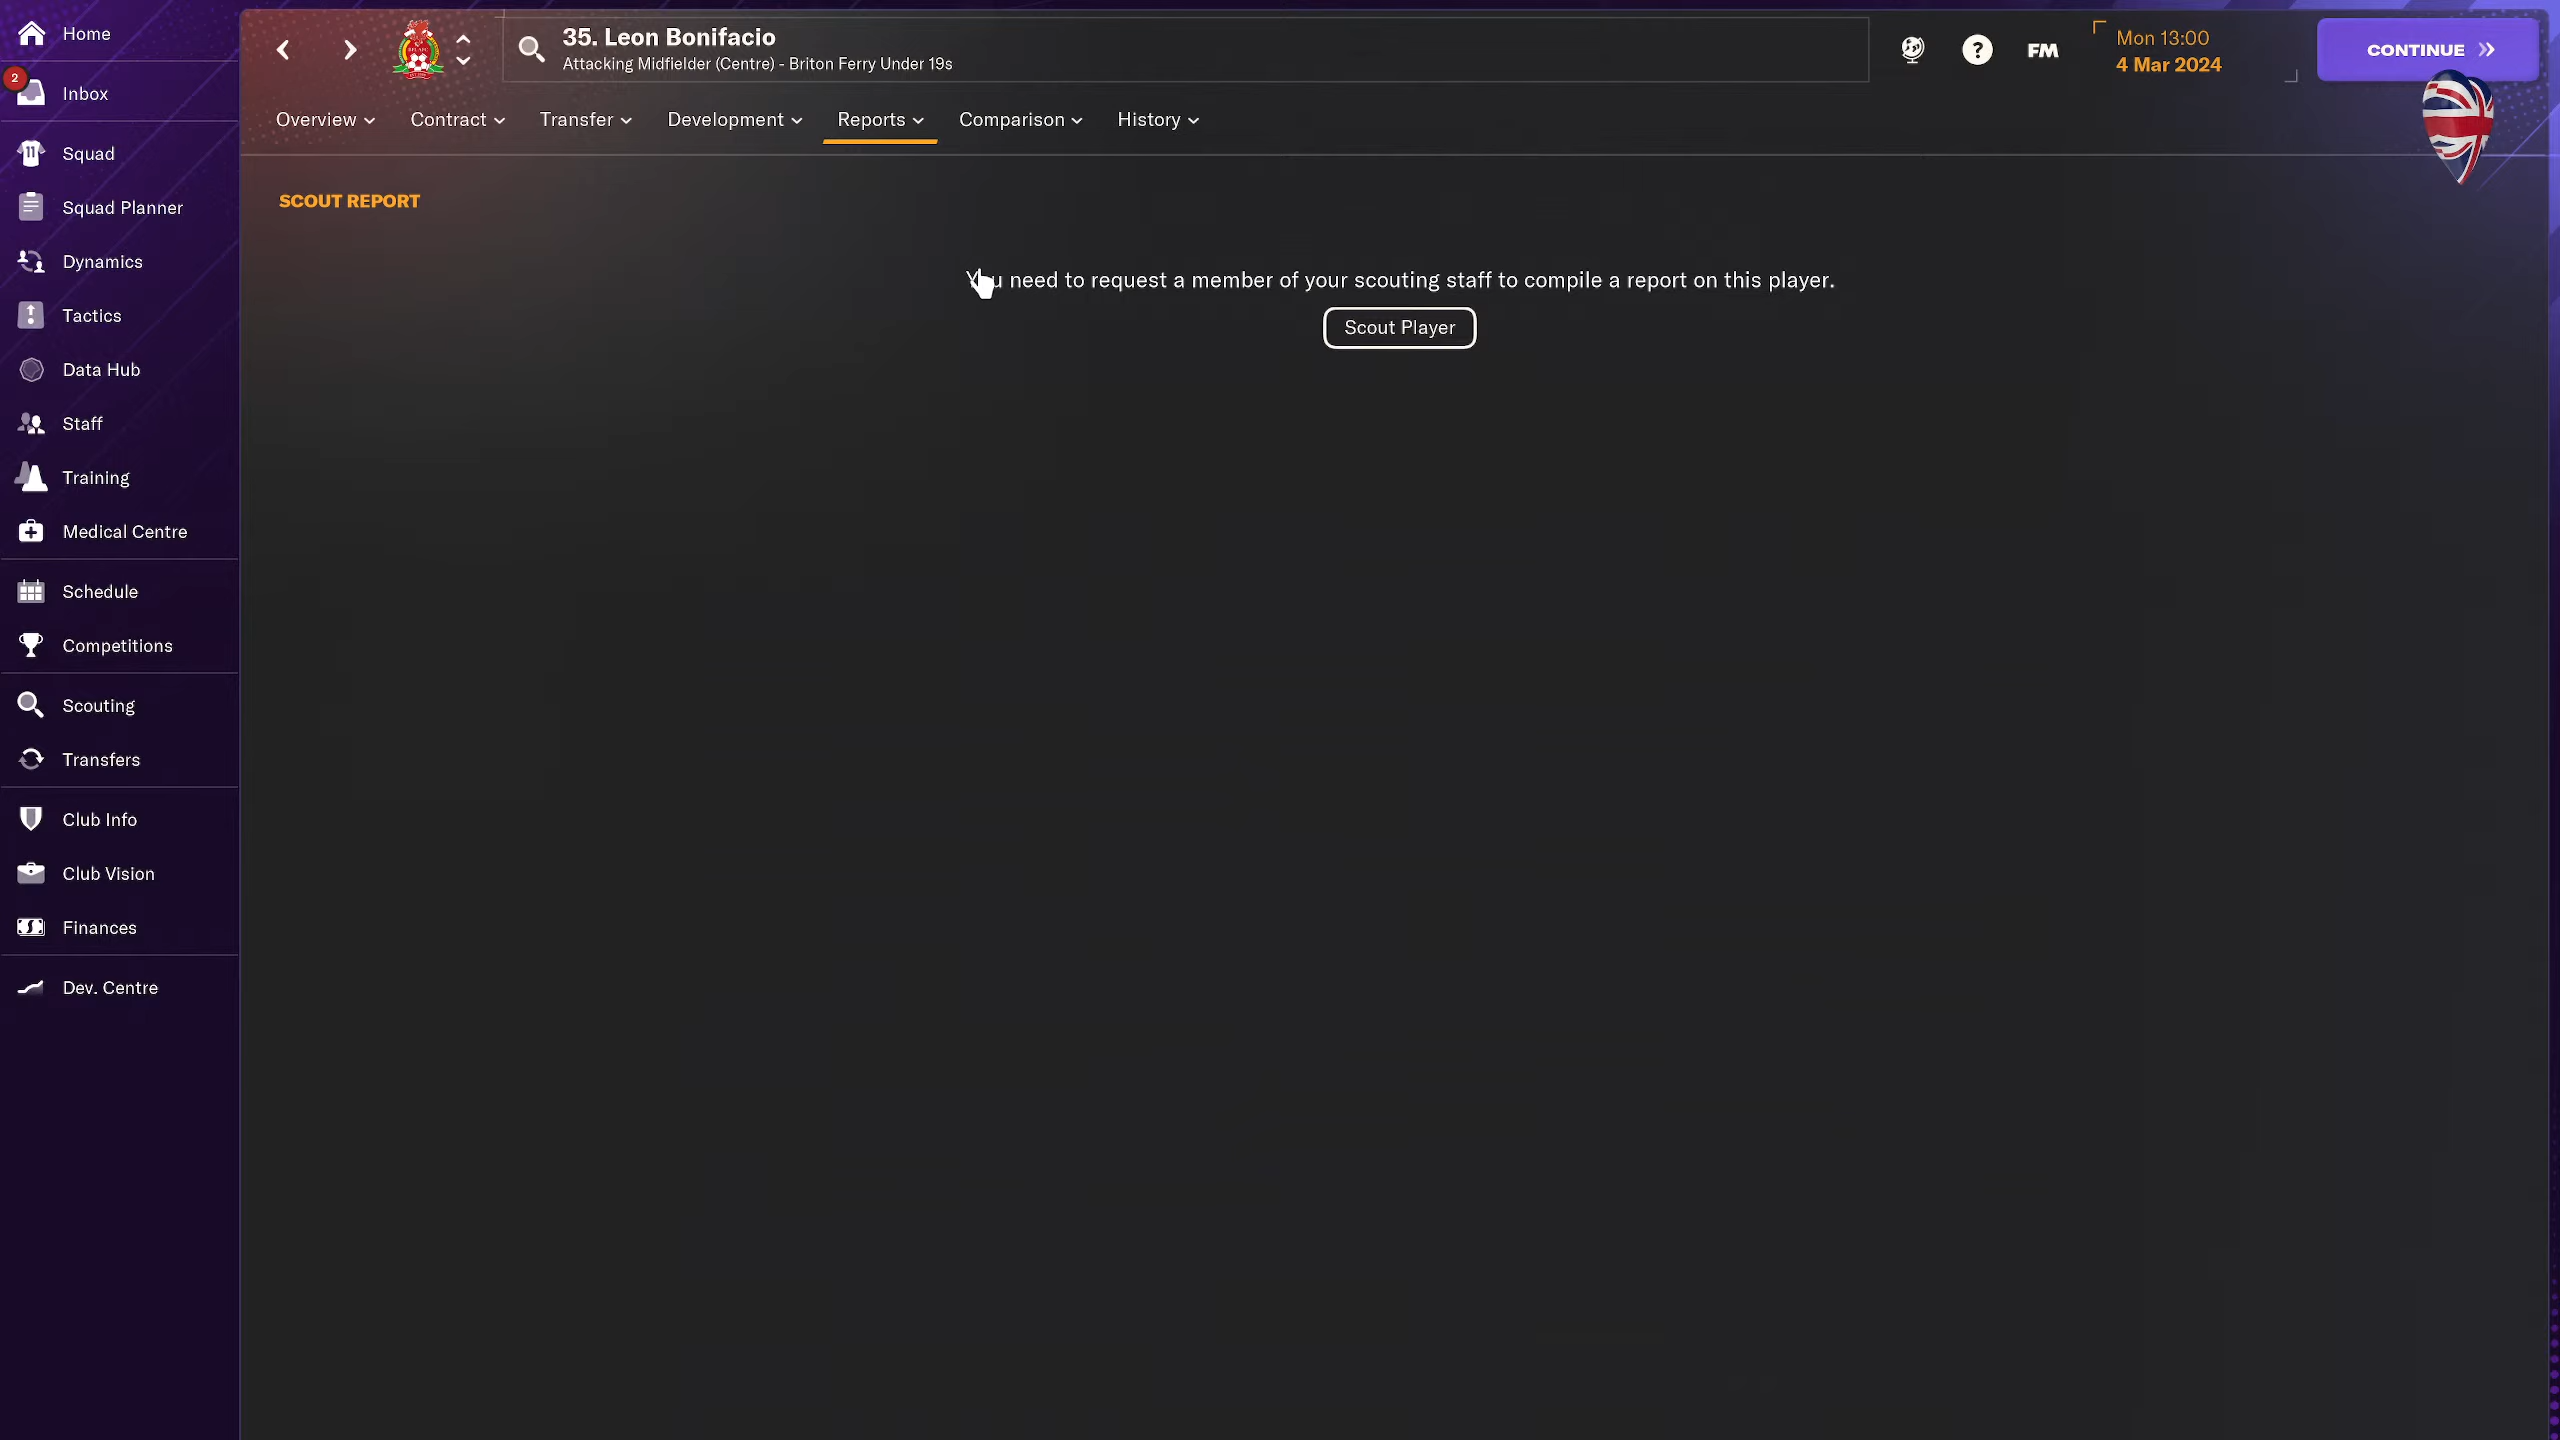 Home
2
Inbox
Squad
Squad Planner
Dynamics
Tactics
Data Hub
Staff
Training
Medical Centre
Schedule
Competitions
Scouting
Transfers
Club Info
Club Vision
Finances
Dev. Centre
35. Leon Bonifacio
Attacking Midfielder (Centre) - Briton Ferry Under 19s
?
FM
Mon 13:00
4 Mar 2024
CONTINUE
Overview
Contract
Transfer
Development
Reports
Comparison
History
SCOUT REPORT
You need to request a member of your scouting staff to compile a report on this player.
Scout Player